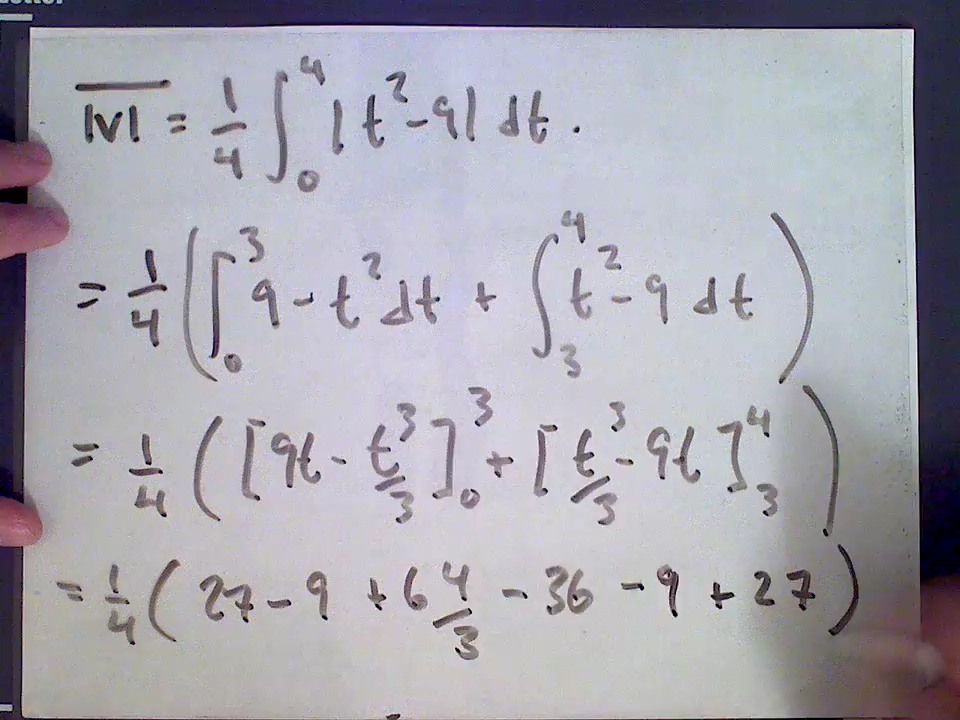 |v| = 1/4 ∫₀⁴ |t² - 9| dt.
= 1/4 ( ∫₀³ 9 - t² dt + ∫₃⁴ t² - 9 dt )
= 1/4 ( [9t - t³/3]₀³ + [t³/3 - 9t]₃⁴ )
= 1/4 ( 27 - 9 + 64/3 - 36 - 9 + 27 )